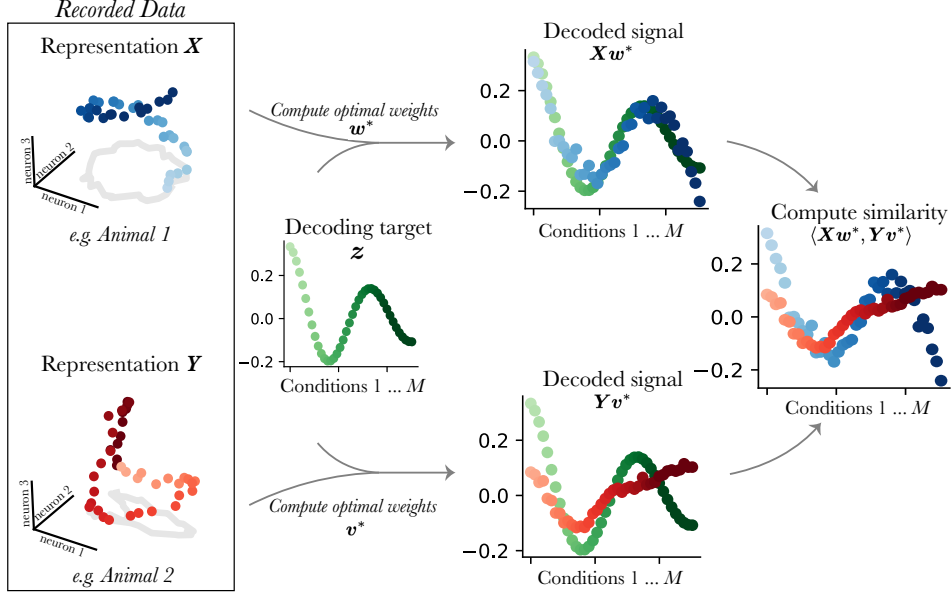 Recorded Data
Representation X
neuron 3
neuron 2
neuron 1
e.g. Animal 1
Representation Y
neuron 3
neuron 2
neuron 1
e.g. Animal 2
Compute optimal weights
w*
Decoding target
z
0.2
0.0
−0.2
Conditions 1 ... M
Compute optimal weights
v*
Decoded signal
Xw*
0.2
0.0
−0.2
Conditions 1 ... M
Decoded signal
Yv*
0.2
0.0
−0.2
Conditions 1 ... M
Compute similarity
⟨Xw*, Yv*⟩
0.2
0.0
−0.2
Conditions 1 ... M